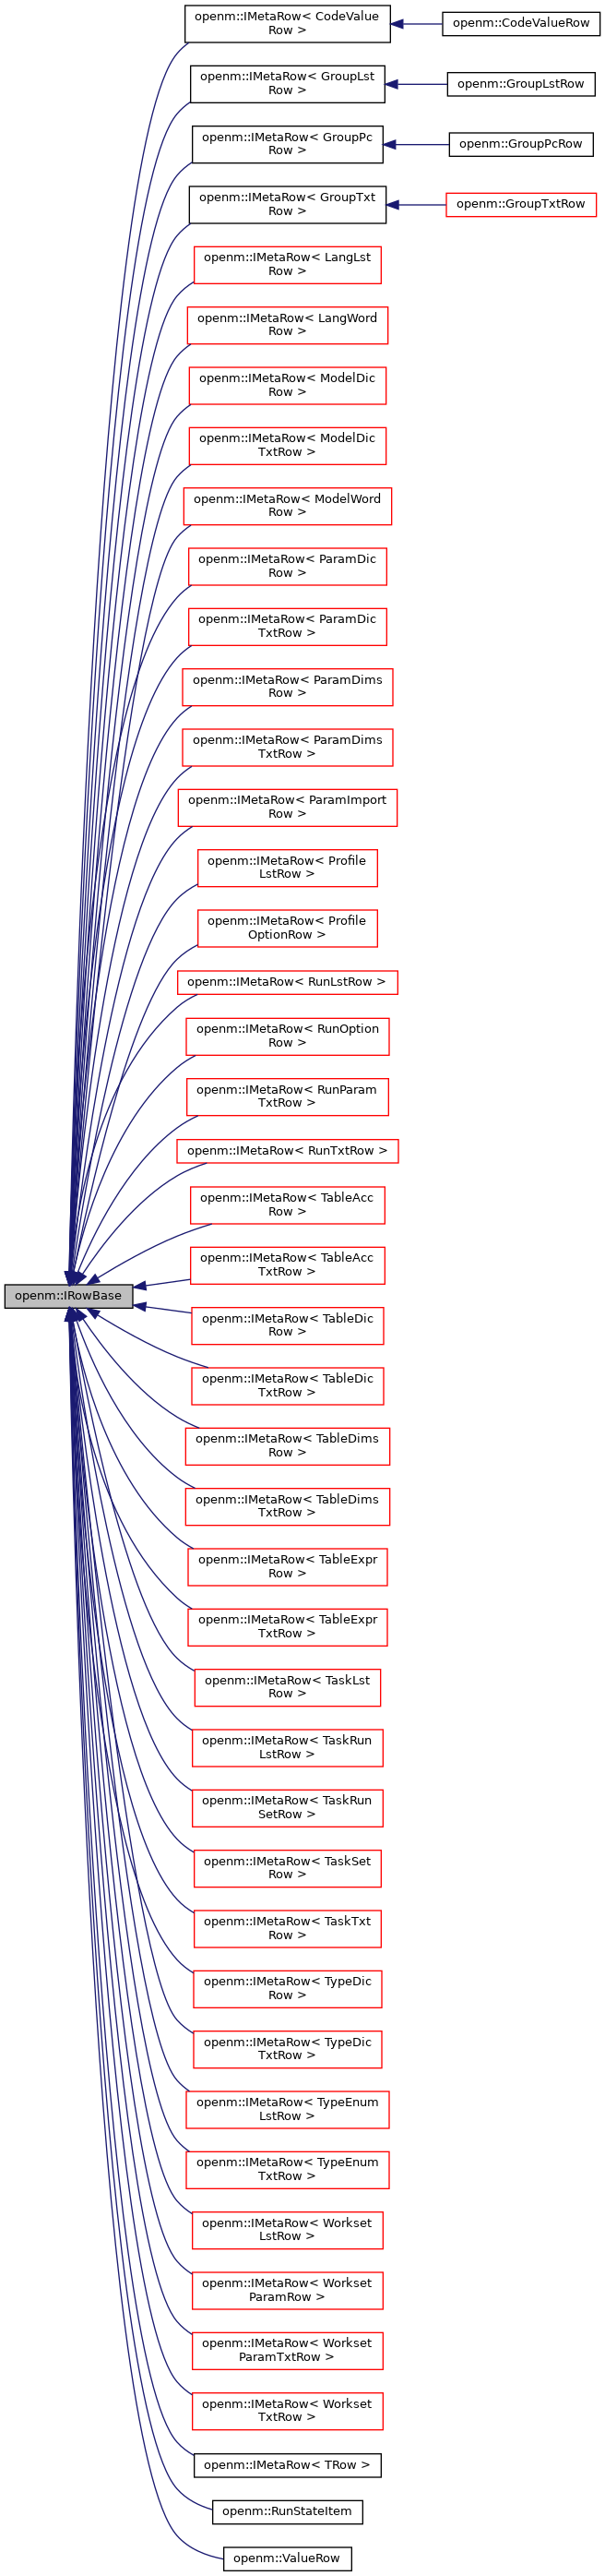 openm::IMetaRow< CodeValue
Row >
openm::CodeValueRow
openm::IMetaRow< GroupLst
Row >
openm::GroupLstRow
openm::IMetaRow< GroupPc
Row >
openm::GroupPcRow
openm::IMetaRow< GroupTxt
Row >
openm::GroupTxtRow
openm::IMetaRow< LangLst
Row >
openm::IMetaRow< LangWord
Row >
openm::IMetaRow< ModelDic
Row >
openm::IMetaRow< ModelDic
TxtRow >
openm::IMetaRow< ModelWord
Row >
openm::IMetaRow< ParamDic
Row >
openm::IMetaRow< ParamDic
TxtRow >
openm::IMetaRow< ParamDims
Row >
openm::IMetaRow< ParamDims
TxtRow >
openm::IMetaRow< ParamImport
Row >
openm::IMetaRow< Profile
LstRow >
openm::IMetaRow< Profile
OptionRow >
openm::IMetaRow< RunLstRow >
openm::IMetaRow< RunOption
Row >
openm::IMetaRow< RunParam
TxtRow >
openm::IMetaRow< RunTxtRow >
openm::IMetaRow< TableAcc
Row >
openm::IMetaRow< TableAcc
TxtRow >
openm::IRowBase
openm::IMetaRow< TableDic
Row >
openm::IMetaRow< TableDic
TxtRow >
openm::IMetaRow< TableDims
Row >
openm::IMetaRow< TableDims
TxtRow >
openm::IMetaRow< TableExpr
Row >
openm::IMetaRow< TableExpr
TxtRow >
openm::IMetaRow< TaskLst
Row >
openm::IMetaRow< TaskRun
LstRow >
openm::IMetaRow< TaskRun
SetRow >
openm::IMetaRow< TaskSet
Row >
openm::IMetaRow< TaskTxt
Row >
openm::IMetaRow< TypeDic
Row >
openm::IMetaRow< TypeDic
TxtRow >
openm::IMetaRow< TypeEnum
LstRow >
openm::IMetaRow< TypeEnum
TxtRow >
openm::IMetaRow< Workset
LstRow >
openm::IMetaRow< Workset
ParamRow >
openm::IMetaRow< Workset
ParamTxtRow >
openm::IMetaRow< Workset
TxtRow >
openm::IMetaRow< TRow >
openm::RunStateItem
openm::ValueRow